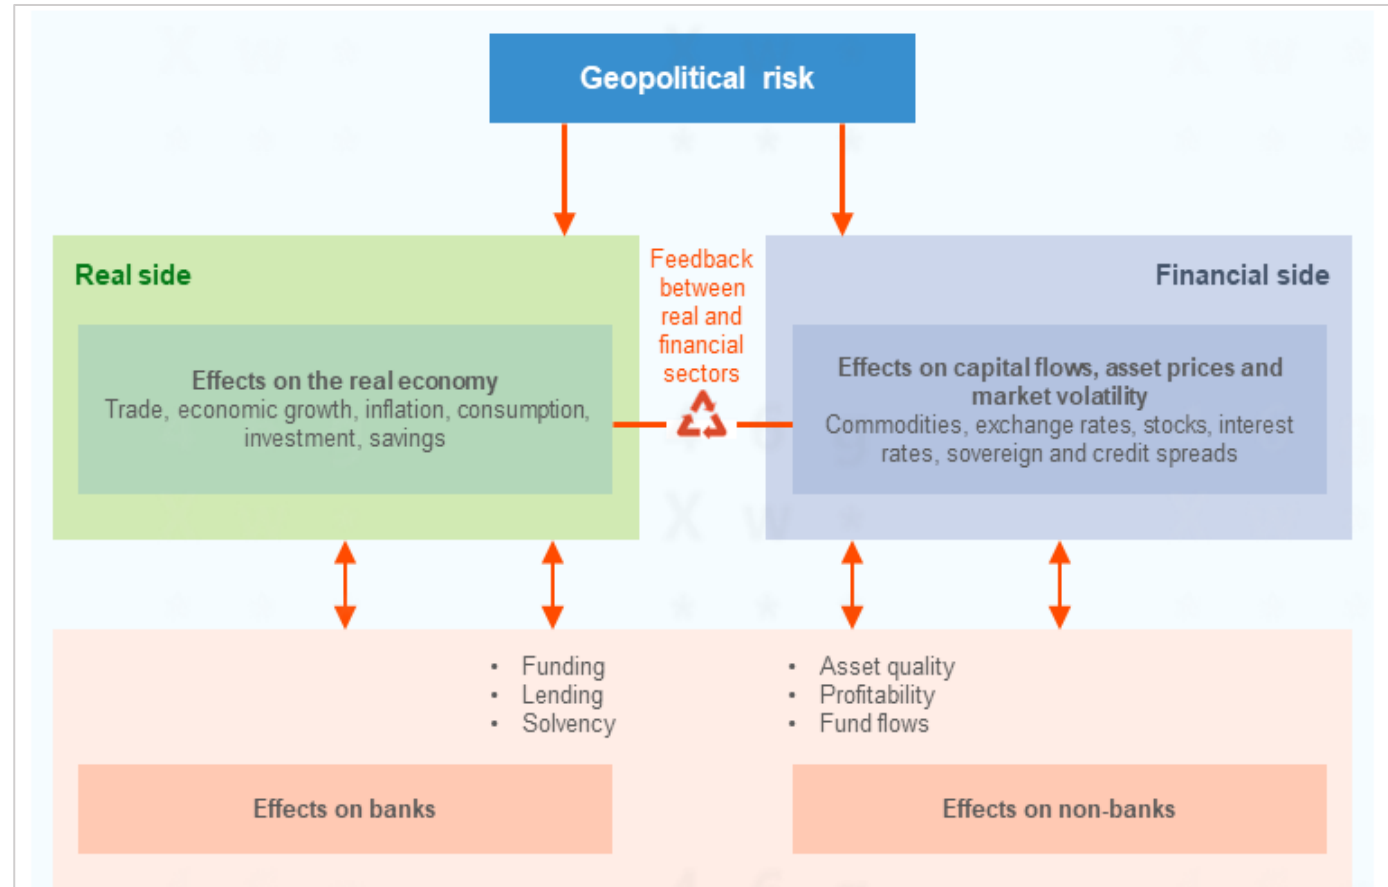 Geopolitical risk
Real side
Feedback
between
real and
financial
sectors
Financial side
Effects on the real economy
Trade, economic growth, inflation, consumption,
investment, savings
Effects on capital flows, asset prices and
market volatility
Commodities, exchange rates, stocks, interest
rates, sovereign and credit spreads
• Funding
• Lending
• Solvency
• Asset quality
• Profitability
• Fund flows
Effects on banks
Effects on non-banks